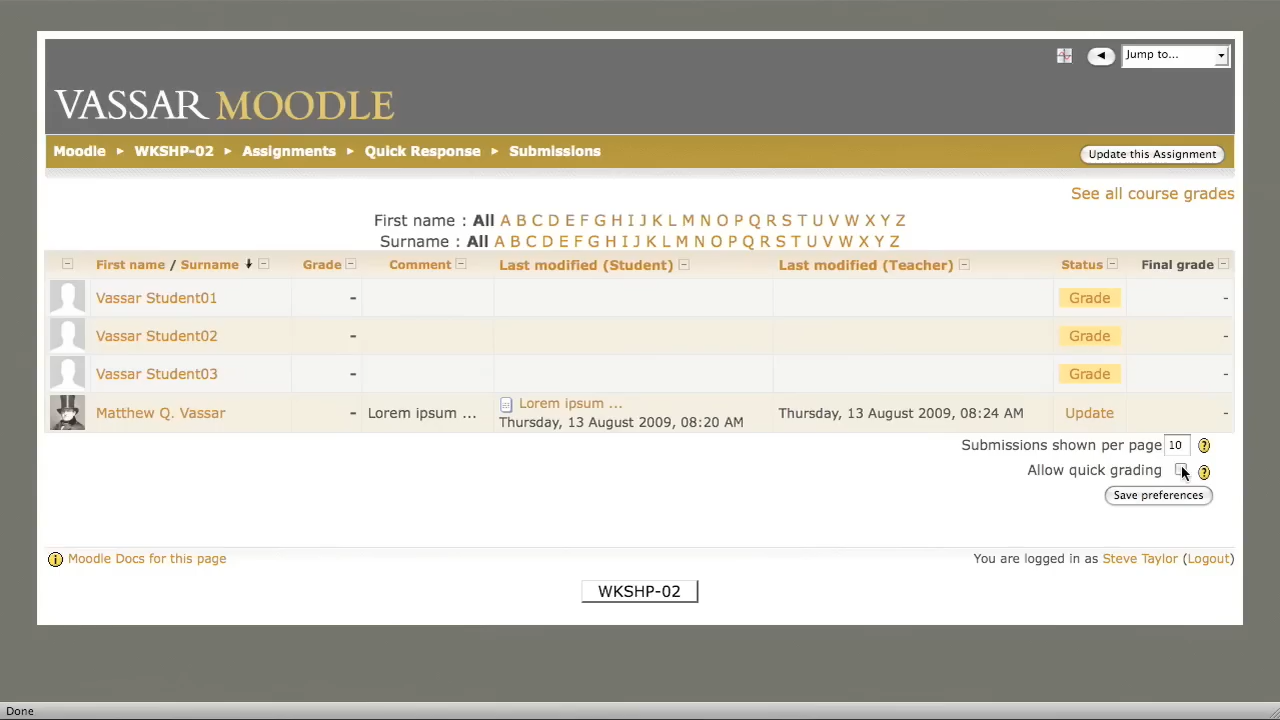 Jump to...
VASSAR MOODLE
Moodle ► WKSHP-02 ► Assignments ► Quick Response ► Submissions
Update this Assignment
See all course grades
First name : All A B C D E F G H I J K L M N O P Q R S T U V W X Y Z
Surname : All A B C D E F G H I J K L M N O P Q R S T U V W X Y Z
First name / Surname Grade Comment Last modified (Student) Last modified (Teacher) Status Final grade
Vassar Student01 - Grade -
Vassar Student02 - Grade -
Vassar Student03 - Grade -
Matthew Q. Vassar - Lorem ipsum ... Lorem ipsum ... Thursday, 13 August 2009, 08:24 AM Update -
Thursday, 13 August 2009, 08:20 AM
Submissions shown per page 10 ?
Allow quick grading ?
Save preferences
i Moodle Docs for this page
You are logged in as Steve Taylor (Logout)
WKSHP-02
Done